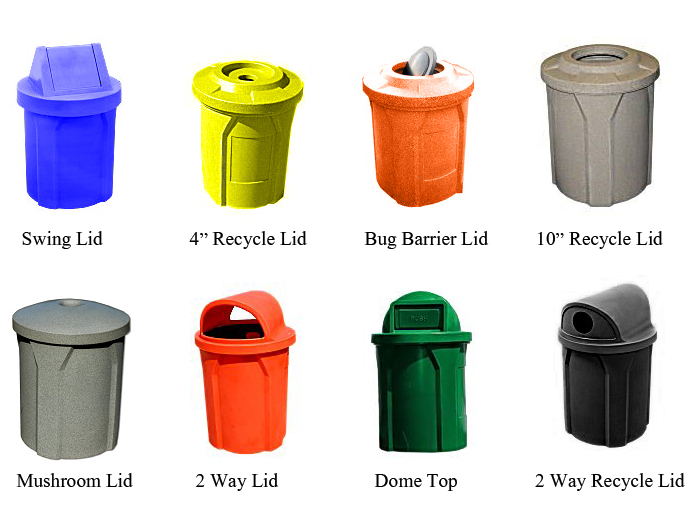 Swing Lid
4” Recycle Lid
Bug Barrier Lid
10” Recycle Lid
Mushroom Lid
2 Way Lid
Dome Top
2 Way Recycle Lid